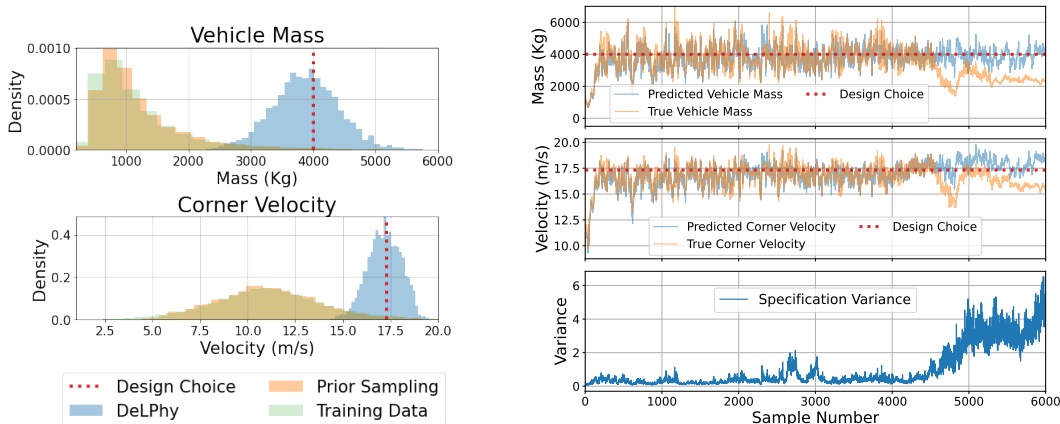 Vehicle Mass
Density
0.0010
0.0005
0.0000
1000 2000 3000 4000 5000 6000
Mass (Kg)
Corner Velocity
Density
0.4
0.2
0.0
2.5 5.0 7.5 10.0 12.5 15.0 17.5 20.0
Velocity (m/s)
Design Choice
Prior Sampling
DeLPhy
Training Data
Mass (Kg)
6000
4000
2000
0
Predicted Vehicle Mass
Design Choice
True Vehicle Mass
Velocity (m/s)
20.0
17.5
15.0
12.5
10.0
Predicted Corner Velocity
Design Choice
True Corner Velocity
Variance
6
4
2
0
Specification Variance
0 1000 2000 3000 4000 5000 6000
Sample Number